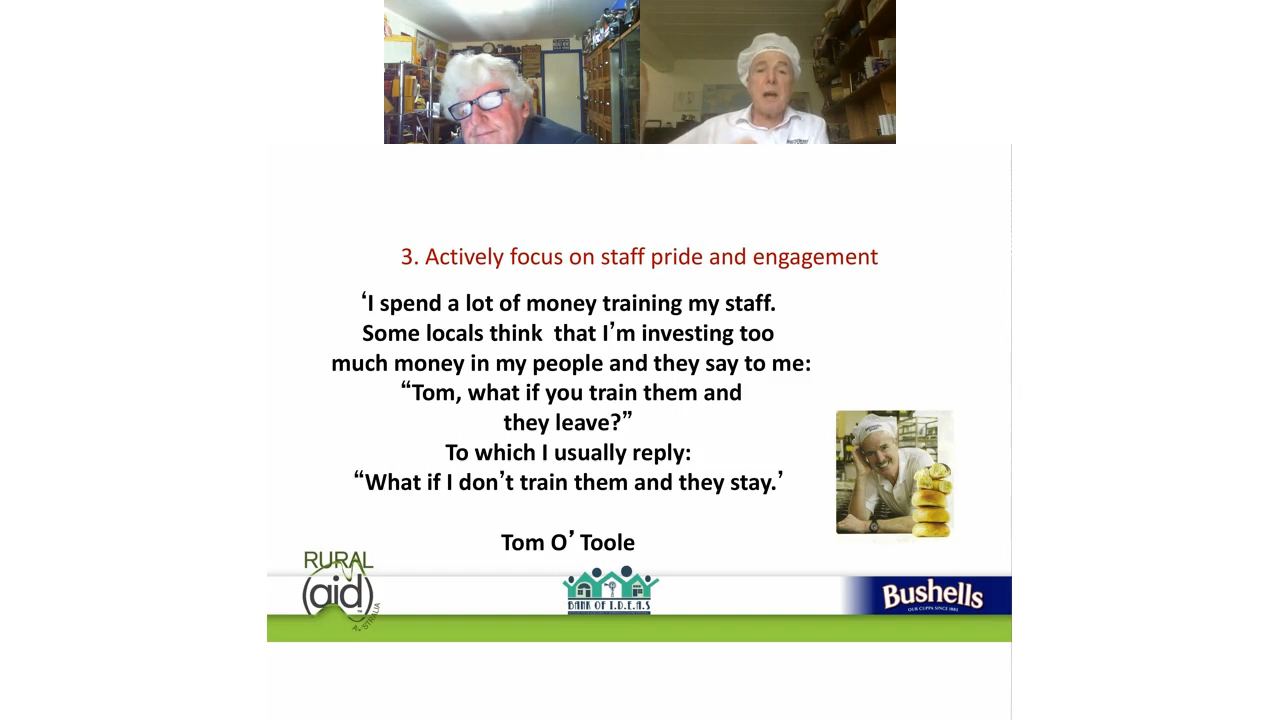 3. Actively focus on staff pride and engagement
‘I spend a lot of money training my staff.
Some locals think  that I’m investing too
much money in my people and they say to me:
“Tom, what if you train them and
they leave?”
To which I usually reply:
“What if I don’t train them and they stay.’
Tom O’ Toole
RURAL
(aid)
BANK OF I.D.E.A.S
Bushells
OUR CUPPA SINCE 1883